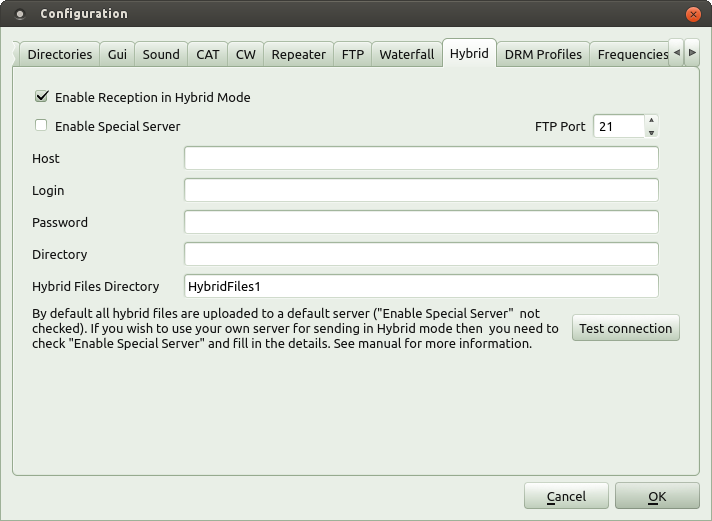 Configuration
Directories Gui Sound CAT CW Repeater FTP Waterfall Hybrid DRM Profiles Frequencies
Enable Reception in Hybrid Mode
Enable Special Server FTP Port 21
Host
Login
Password
Directory
Hybrid Files Directory HybridFiles1
By default all hybrid files are uploaded to a default server ("Enable Special Server"  not
checked). If you wish to use your own server for sending in Hybrid mode then  you need to
check "Enable Special Server" and fill in the details. See manual for more information.
Test connection
Cancel OK